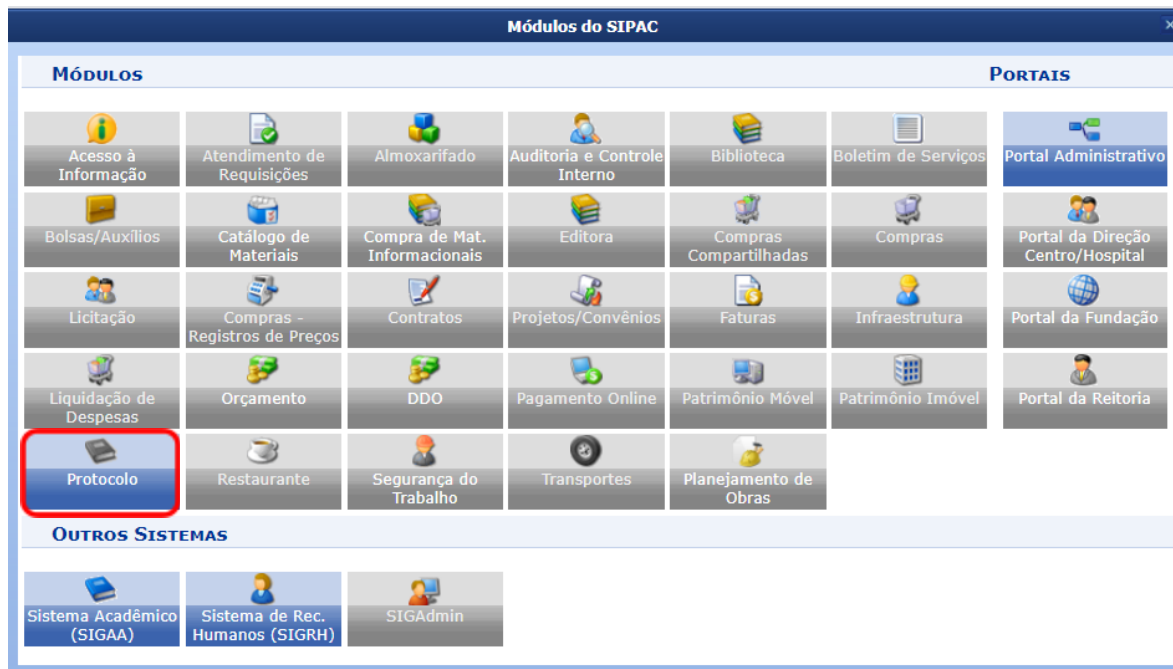 Módulos do SIPAC
Módulos
Portais
Acesso à
Informação
Atendimento de
Requisições
Almoxarifado
Auditoria e Controle
Interno
Biblioteca
Boletim de Serviços
Portal Administrativo
Bolsas/Auxílios
Catálogo de
Materiais
Compra de Mat.
Informacionais
Editora
Compras
Compartilhadas
Compras
Portal da Direção
Centro/Hospital
Licitação
Compras -
Registros de Preços
Contratos
Projetos/Convênios
Faturas
Infraestrutura
Portal da Fundação
Liquidação de
Despesas
Orçamento
DDO
Pagamento Online
Patrimônio Móvel
Patrimônio Imóvel
Portal da Reitoria
Protocolo
Restaurante
Segurança do
Trabalho
Transportes
Planejamento de
Obras
Outros Sistemas
Sistema Acadêmico
(SIGAA)
Sistema de Rec.
Humanos (SIGRH)
SIGAdmin